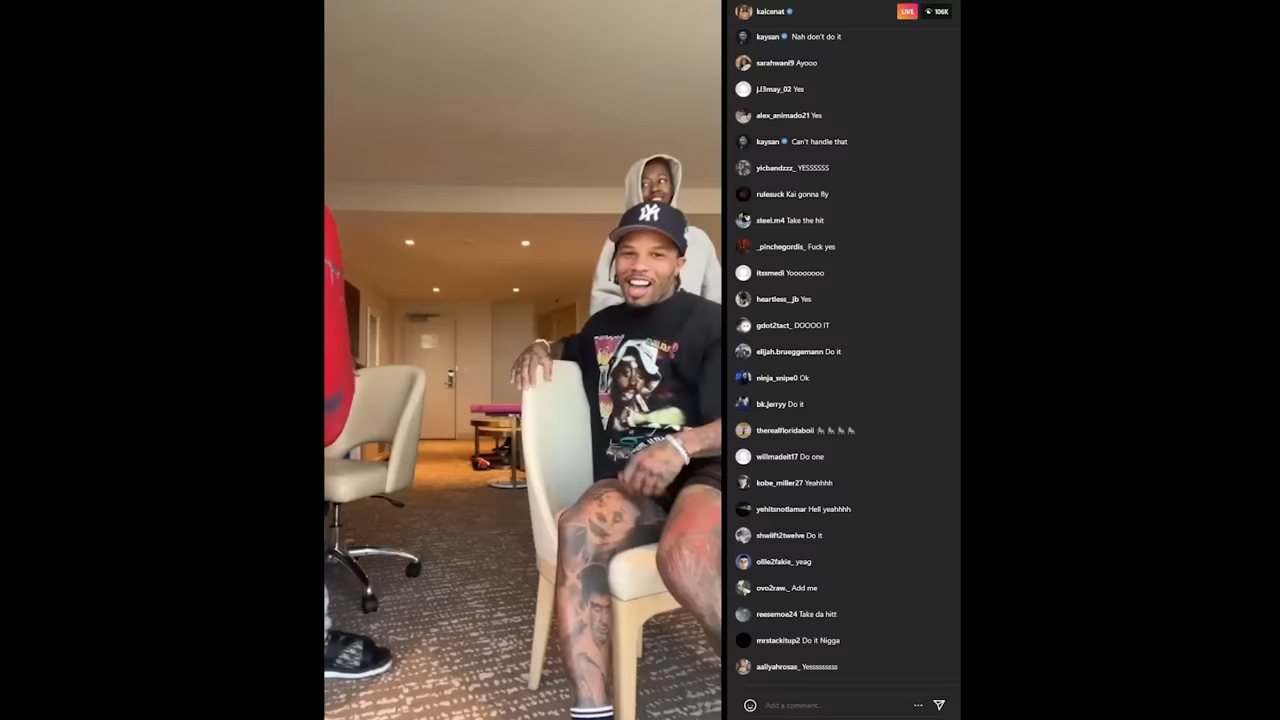 kaicenat
LIVE 106K
kaysan Nah don't do it
sarahwani9 Ayooo
j.l3may_02 Yes
alex_animado21 Yes
kaysan Can't handle that
yicbandzzz_ YESSSSSS
rulesuck Kai gonna fly
steel.m4 Take the hit
_pinchegordis_ Fuck yes
itssmedi Yoooooooo
heartless__jb Yes
gdot2tact_ DOOOO IT
elijah.brueggemann Do it
ninja_snipe0 Ok
bk.jerryy Do it
therealfloridaboii
willmadeit17 Do one
kobe_miller27 Yeahhhh
yehitsnotlamar Hell yeahhhh
shwiift2twelve Do it
ollie2fakie_ yeag
ovo2raw._ Add me
reesemoe24 Take da hitt
mrstackitup2 Do it Nigga
aaliyahrosas_ Yesssssssss
Add a comment...
NY